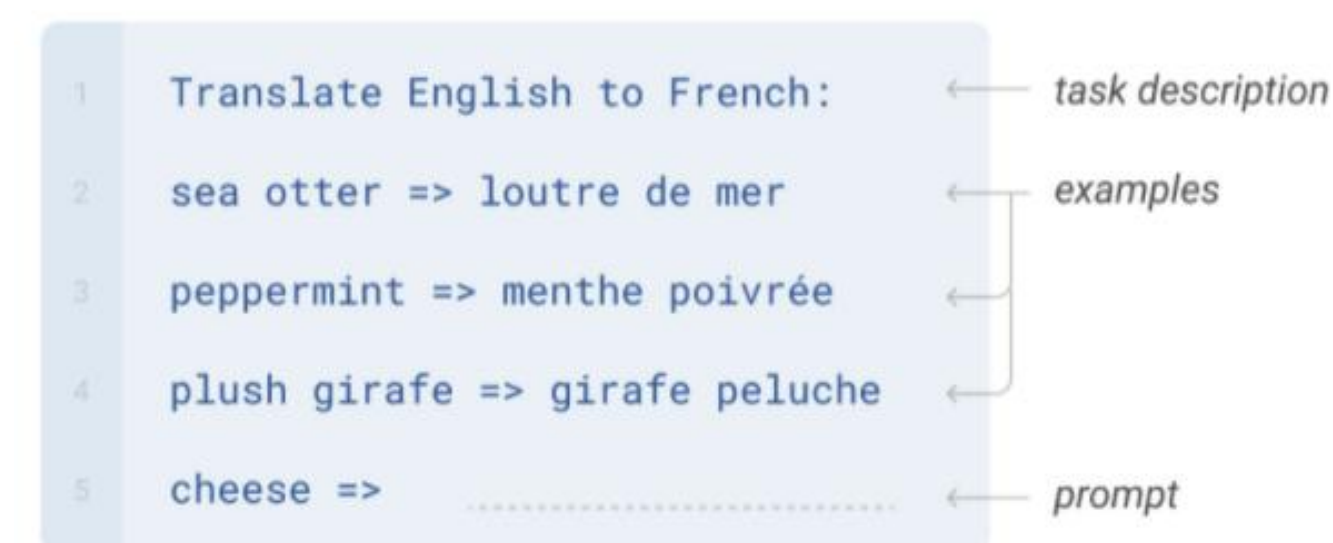 1 Translate English to French: task description
2 sea otter => loutre de mer examples
3 peppermint => menthe poivrée
4 plush girafe => girafe peluche
5 cheese => prompt